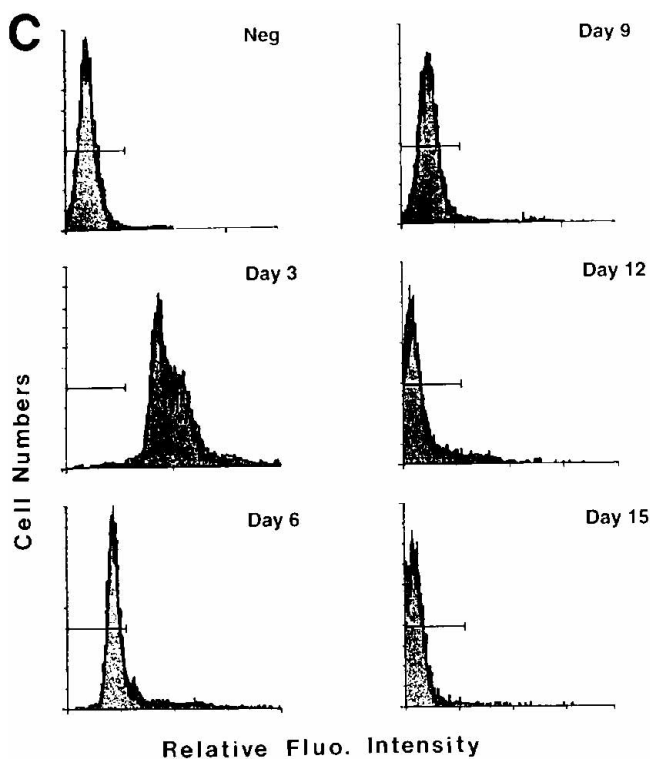 C
Neg
Day 9
Day 3
Day 12
Day 6
Day 15
Cell Numbers
Relative Fluo. Intensity